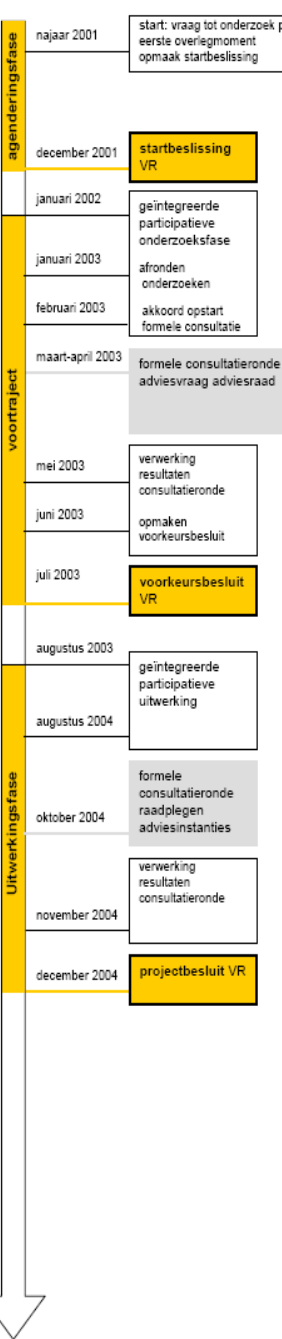 agenderingsfase
najaar 2001
start: vraag tot onderzoek
eerste overlegmoment
opmaak startbeslissing
december 2001
startbeslissing
VR
januari 2002
geïntegreerde
participatieve
onderzoeksfase
januari 2003
afronden
onderzoeken
februari 2003
akkoord opstart
formele consultatie
voortraject
maart-april 2003
formele consultatieronde
adviesvraag adviesraad
mei 2003
verwerking
resultaten
consultatieronde
juni 2003
opmaken
voorkeursbesluit
juli 2003
voorkeursbesluit
VR
augustus 2003
geïntegreerde
participatieve
uitwerking
augustus 2004
Uitwerkingsfase
formele
consultatieronde
raadplegen
adviesinstanties
oktober 2004
verwerking
resultaten
consultatieronde
november 2004
december 2004
projectbesluit VR